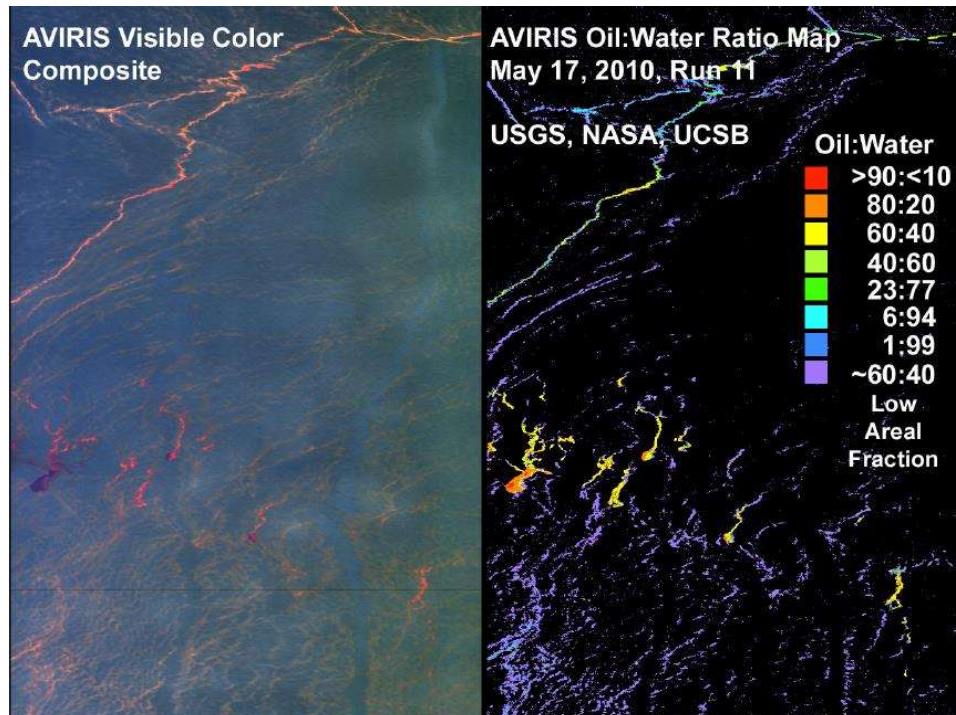 AVIRIS Visible Color
Composite
AVIRIS Oil:Water Ratio Map
May 17, 2010, Run 11
USGS, NASA, UCSB
Oil:Water
>90:<10
80:20
60:40
40:60
23:77
6:94
1:99
~60:40
Low
Areal
Fraction